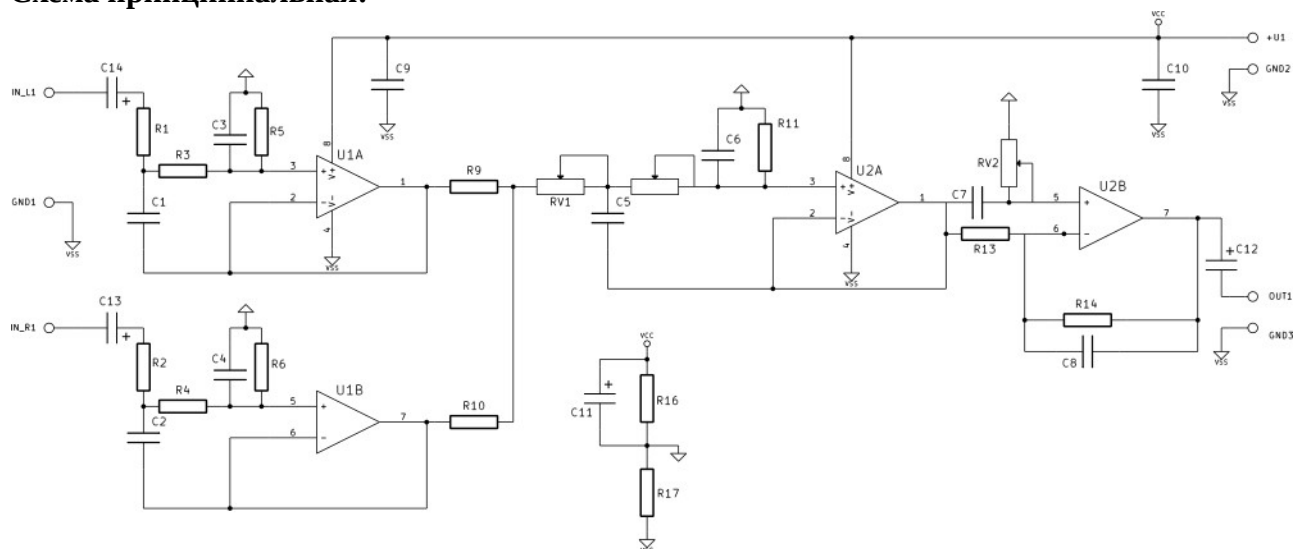 Схема принципиальная:
VCC
+U1
C14
IN_L1
C9
C10
GND2
VSS
VSS
VSS
R1
C3
R5
R3
8
3
U1A
+
V+
1
2
−
V-
4
VSS
GND1
VSS
C1
R9
RV1
C5
C6
R11
8
3
U2A
+
V+
1
2
−
V-
4
VSS
RV2
C7
5
U2B
+
7
6
−
R13
C12
+
R14
C8
OUT1
GND3
VSS
C13
IN_R1
+
R2
C4
R6
R4
5
U1B
+
7
6
−
C2
R10
VCC
C11
+
R16
R17
VSS